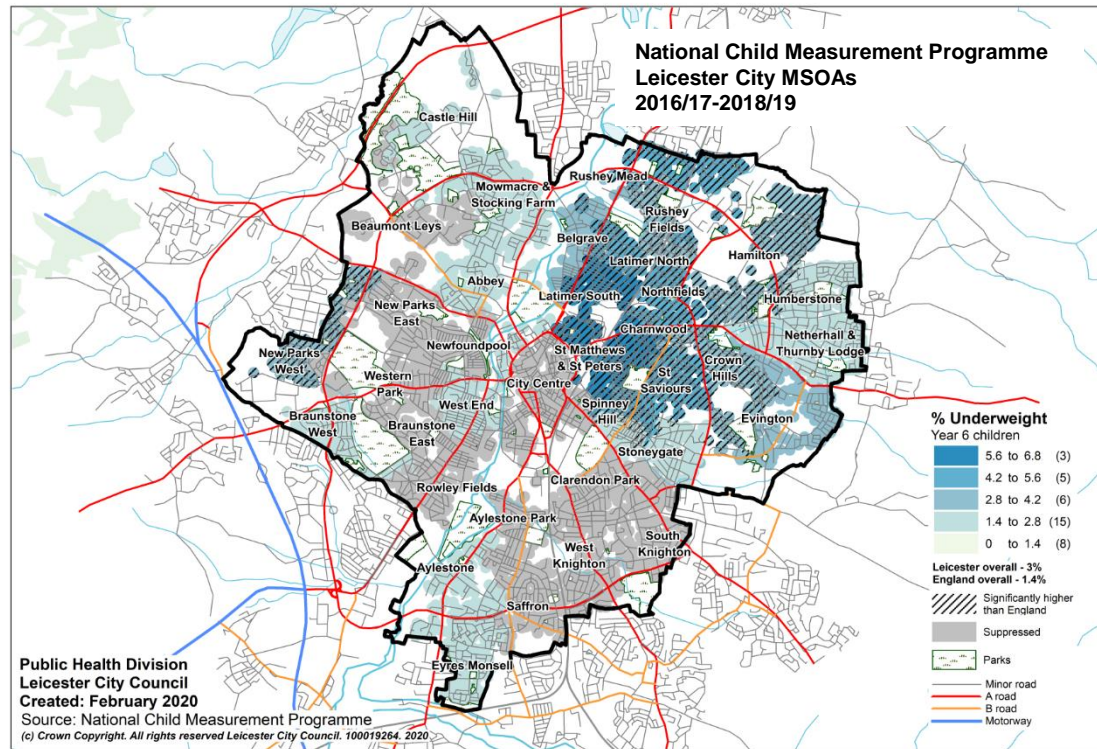 National Child Measurement Programme
Leicester City MSOAs
2016/17-2018/19
Castle Hill
Mowmacre &
Stocking Farm
Rushey Mead
Beaumont Leys
Rushey
Fields
Belgrave
Hamilton
Latimer North
Abbey
Latimer South
Northfields
Humberstone
New Parks
East
Charnwood
Netherhall &
Thurnby Lodge
Newfoundpool
New Parks
West
St Matthews
& St Peters
Crown
Hills
Western
Park
City Centre
St
Saviours
West End
Spinney
Hill
Braunstone
West
Braunstone
East
Evington
Stoneygate
Clarendon Park
Rowley Fields
Aylestone Park
South
Knighton
West
Knighton
Aylestone
Saffron
Eyres Monsell
% Underweight
Year 6 children
5.6 to 6.8 (3)
4.2 to 5.6 (5)
2.8 to 4.2 (6)
1.4 to 2.8 (15)
0 to 1.4 (8)
Leicester overall - 3%
England overall - 1.4%
Significantly higher
than England
Suppressed
Parks
Minor road
A road
B road
Motorway
Public Health Division
Leicester City Council
Created: February 2020
Source: National Child Measurement Programme
(c) Crown Copyright. All rights reserved Leicester City Council. 100019264. 2020